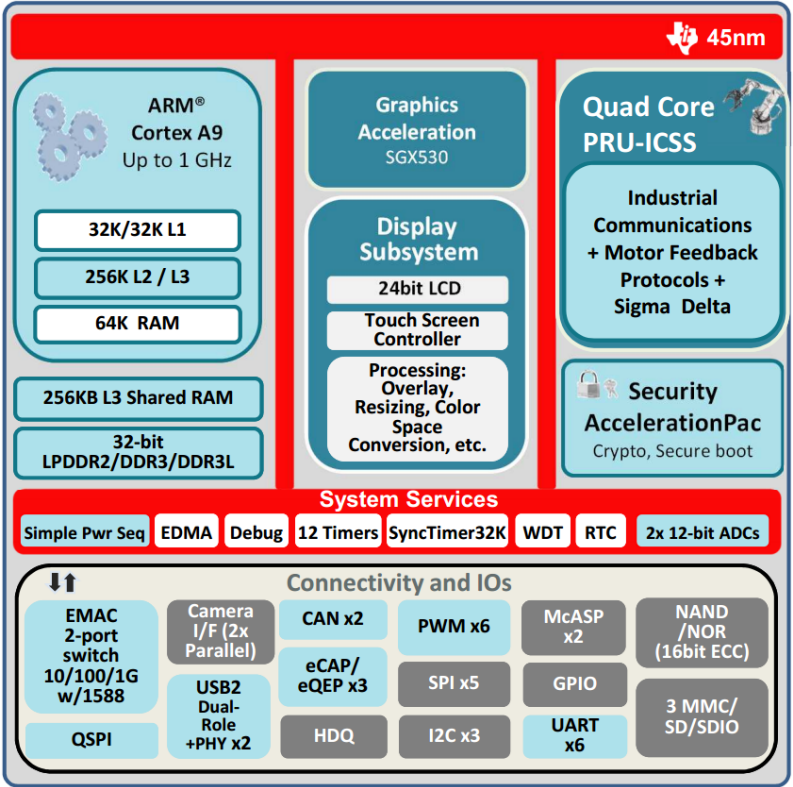 45nm
ARM®
Cortex A9
Up to 1 GHz
32K/32K L1
256K L2 / L3
64K RAM
256KB L3 Shared RAM
32-bit
LPDDR2/DDR3/DDR3L
Graphics
Acceleration
SGX530
Display
Subsystem
24bit LCD
Touch Screen
Controller
Processing:
Overlay,
Resizing, Color
Space
Conversion, etc.
Quad Core
PRU-ICSS
Industrial
Communications
+ Motor Feedback
Protocols +
Sigma Delta
Security
AccelerationPac
Crypto, Secure boot
System Services
Simple Pwr Seq
EDMA
Debug
12 Timers
SyncTimer32K
WDT
RTC
2x 12-bit ADCs
Connectivity and IOs
EMAC
2-port
switch
10/100/1G
w/1588
QSPI
Camera
I/F (2x
Parallel)
USB2
Dual-
Role
+PHY x2
CAN x2
eCAP/
eQEP x3
HDQ
PWM x6
SPI x5
I2C x3
McASP
x2
GPIO
UART
x6
NAND
/NOR
(16bit ECC)
3 MMC/
SD/SDIO